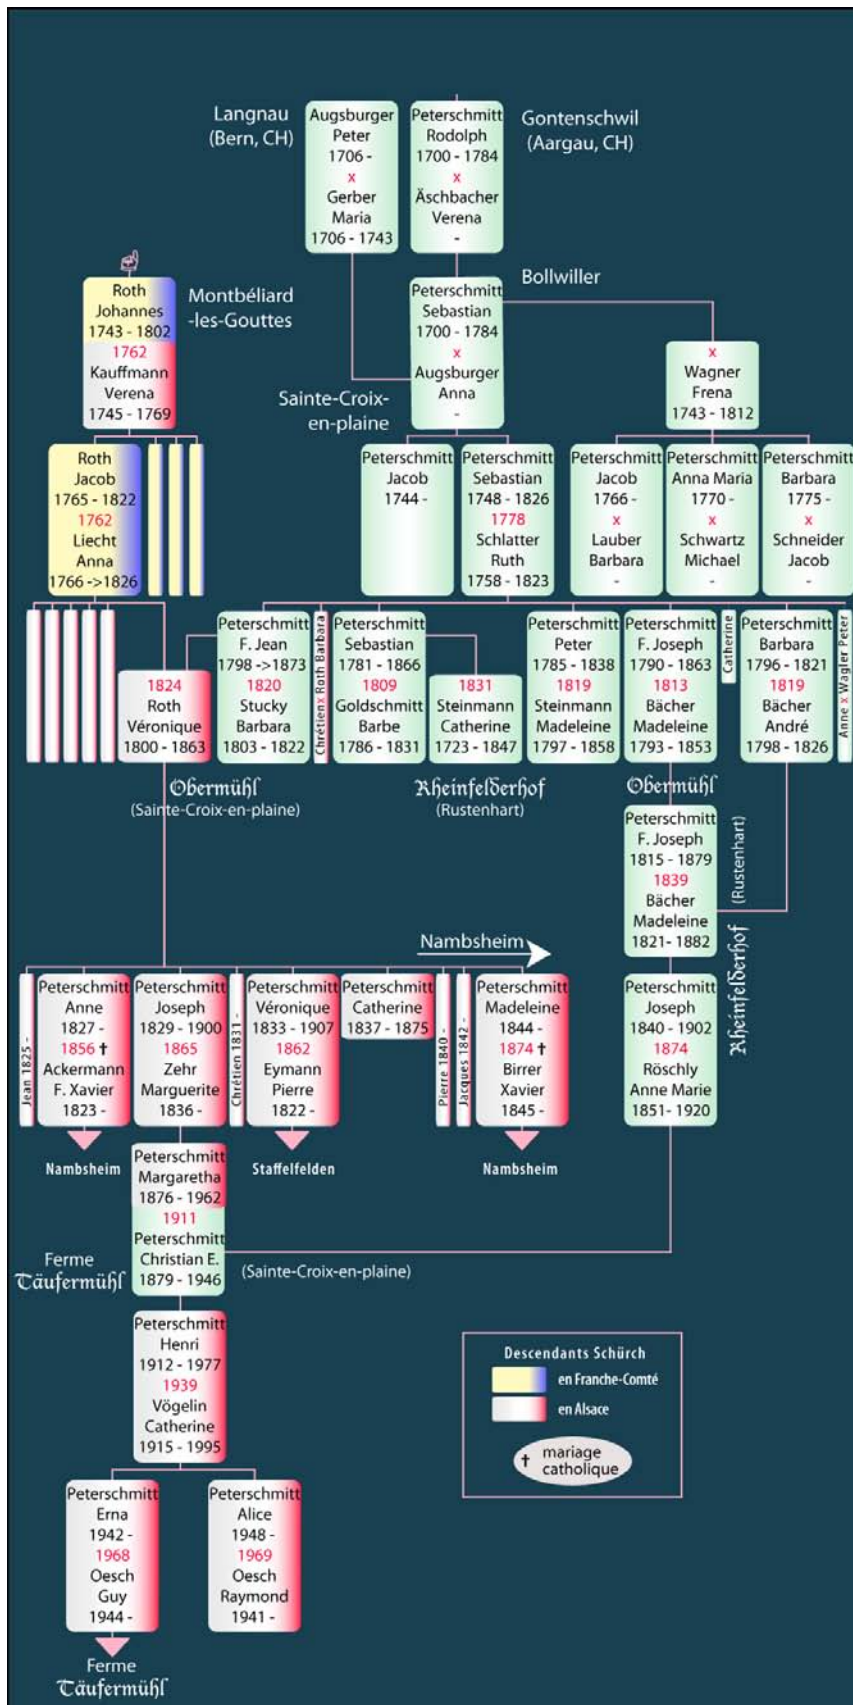 Langnau
(Bern, CH)
Augsburger
Peter
1706 -
x
Gerber
Maria
1706 - 1743
Peterschmitt
Rodolph
1700 - 1784
x
Äschbacher
Verena
-
Gontenschwil
(Aargau, CH)
Roth
Johannes
1743 - 1802
1762
Kauffmann
Verena
1745 - 1769
Montbéliard
-les-Gouttes
Peterschmitt
Sebastian
1700 - 1784
x
Augsburger
Anna
-
Bollwiller
Sainte-Croix-
en-plaine
x
Wagner
Frena
1743 - 1812
Roth
Jacob
1765 - 1822
1762
Liecht
Anna
1766 ->1826
Peterschmitt
Jacob
1744 -
Peterschmitt
Sebastian
1748 - 1826
1778
Schlatter
Ruth
1758 - 1823
Peterschmitt
Jacob
1766 -
x
Lauber
Barbara
-
Peterschmitt
Anna Maria
1770 -
x
Schwartz
Michael
-
Peterschmitt
Barbara
1775 -
x
Schneider
Jacob
-
1824
Roth
Véronique
1800 - 1863
Peterschmitt
F. Jean
1798 ->1873
1820
Stucky
Barbara
1803 - 1822
Chrétien x Roth Barbara
Peterschmitt
Sebastian
1781 - 1866
1809
Goldschmitt
Barbe
1786 - 1831
1831
Steinmann
Catherine
1723 - 1847
Peterschmitt
Peter
1785 - 1838
1819
Steinmann
Madeleine
1797 - 1858
Peterschmitt
F. Joseph
1790 - 1863
1813
Bächer
Madeleine
1793 - 1853
Catherine
Peterschmitt
Barbara
1796 - 1821
1819
Bächer
André
1798 - 1826
Anne x Wagler Peter
Obermühl
(Sainte-Croix-en-plaine)
Rheinfelderhof
(Rustenhart)
Obermühl
Peterschmitt
F. Joseph
1815 - 1879
1839
Bächer
Madeleine
1821- 1882
(Rustenhart)
Rheinfelderhof
Nambsheim
Jean 1825 -
Peterschmitt
Anne
1827 -
1856 ✝
Ackermann
F. Xavier
1823 -
Peterschmitt
Joseph
1829 - 1900
1865
Zehr
Marguerite
1836 -
Chrétien 1831 -
Peterschmitt
Véronique
1833 - 1907
1862
Eymann
Pierre
1822 -
Peterschmitt
Catherine
1837 - 1875
Pierre 1840 -
Jacques 1842 -
Peterschmitt
Madeleine
1844 -
1874 ✝
Birrer
Xavier
1845 -
Peterschmitt
Joseph
1840 - 1902
1874
Röschly
Anne Marie
1851- 1920
Nambsheim
Staffelfelden
Nambsheim
Peterschmitt
Margaretha
1876 - 1962
1911
Peterschmitt
Christian E.
1879 - 1946
Ferme
Täufermühl
(Sainte-Croix-en-plaine)
Peterschmitt
Henri
1912 - 1977
1939
Vögelin
Catherine
1915 - 1995
Descendants Schürch
en Franche-Comté
en Alsace
✝ mariage
catholique
Peterschmitt
Erna
1942 -
1968
Oesch
Guy
1944 -
Peterschmitt
Alice
1948 -
1969
Oesch
Raymond
1941 -
Ferme
Täufermühl